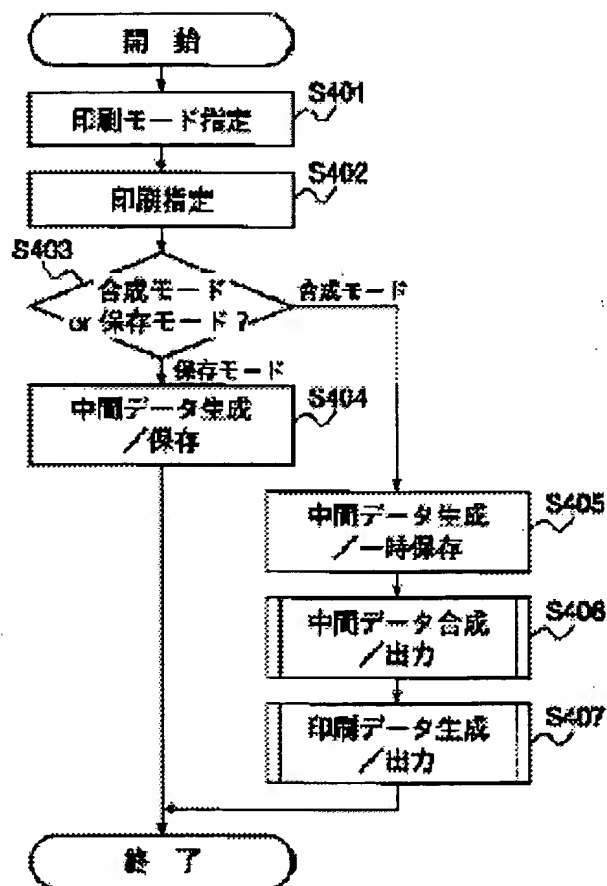 開 始
S401
印刷モード指定
S402
印刷指定
S403
合成モード
or 保存モード?
合成モード
保存モード
S404
中間データ生成
/保存
S405
中間データ生成
/一時保存
S406
中間データ合成
/出力
S407
印刷データ生成
/出力
終 了